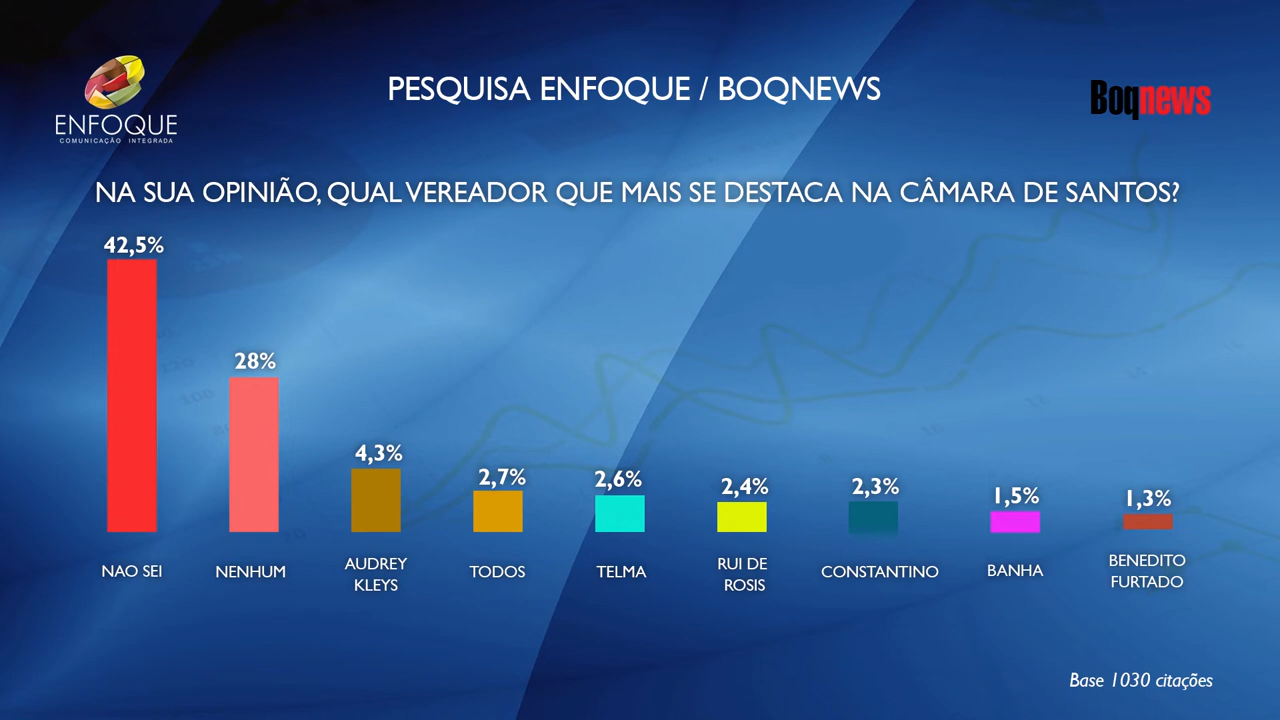 PESQUISA ENFOQUE / BOQNEWS
ENFOQUE
COMUNICAÇÃO INTEGRADA
Boqnews
NA SUA OPINIÃO, QUAL VEREADOR QUE MAIS SE DESTACA NA CÂMARA DE SANTOS?
42,5%
28%
4,3%
2,7%
2,6%
2,4%
2,3%
1,5%
1,3%
NAO SEI
NENHUM
AUDREY
KLEYS
TODOS
TELMA
RUI DE
ROSIS
CONSTANTINO
BANHA
BENEDITO
FURTADO
Base 1030 citações